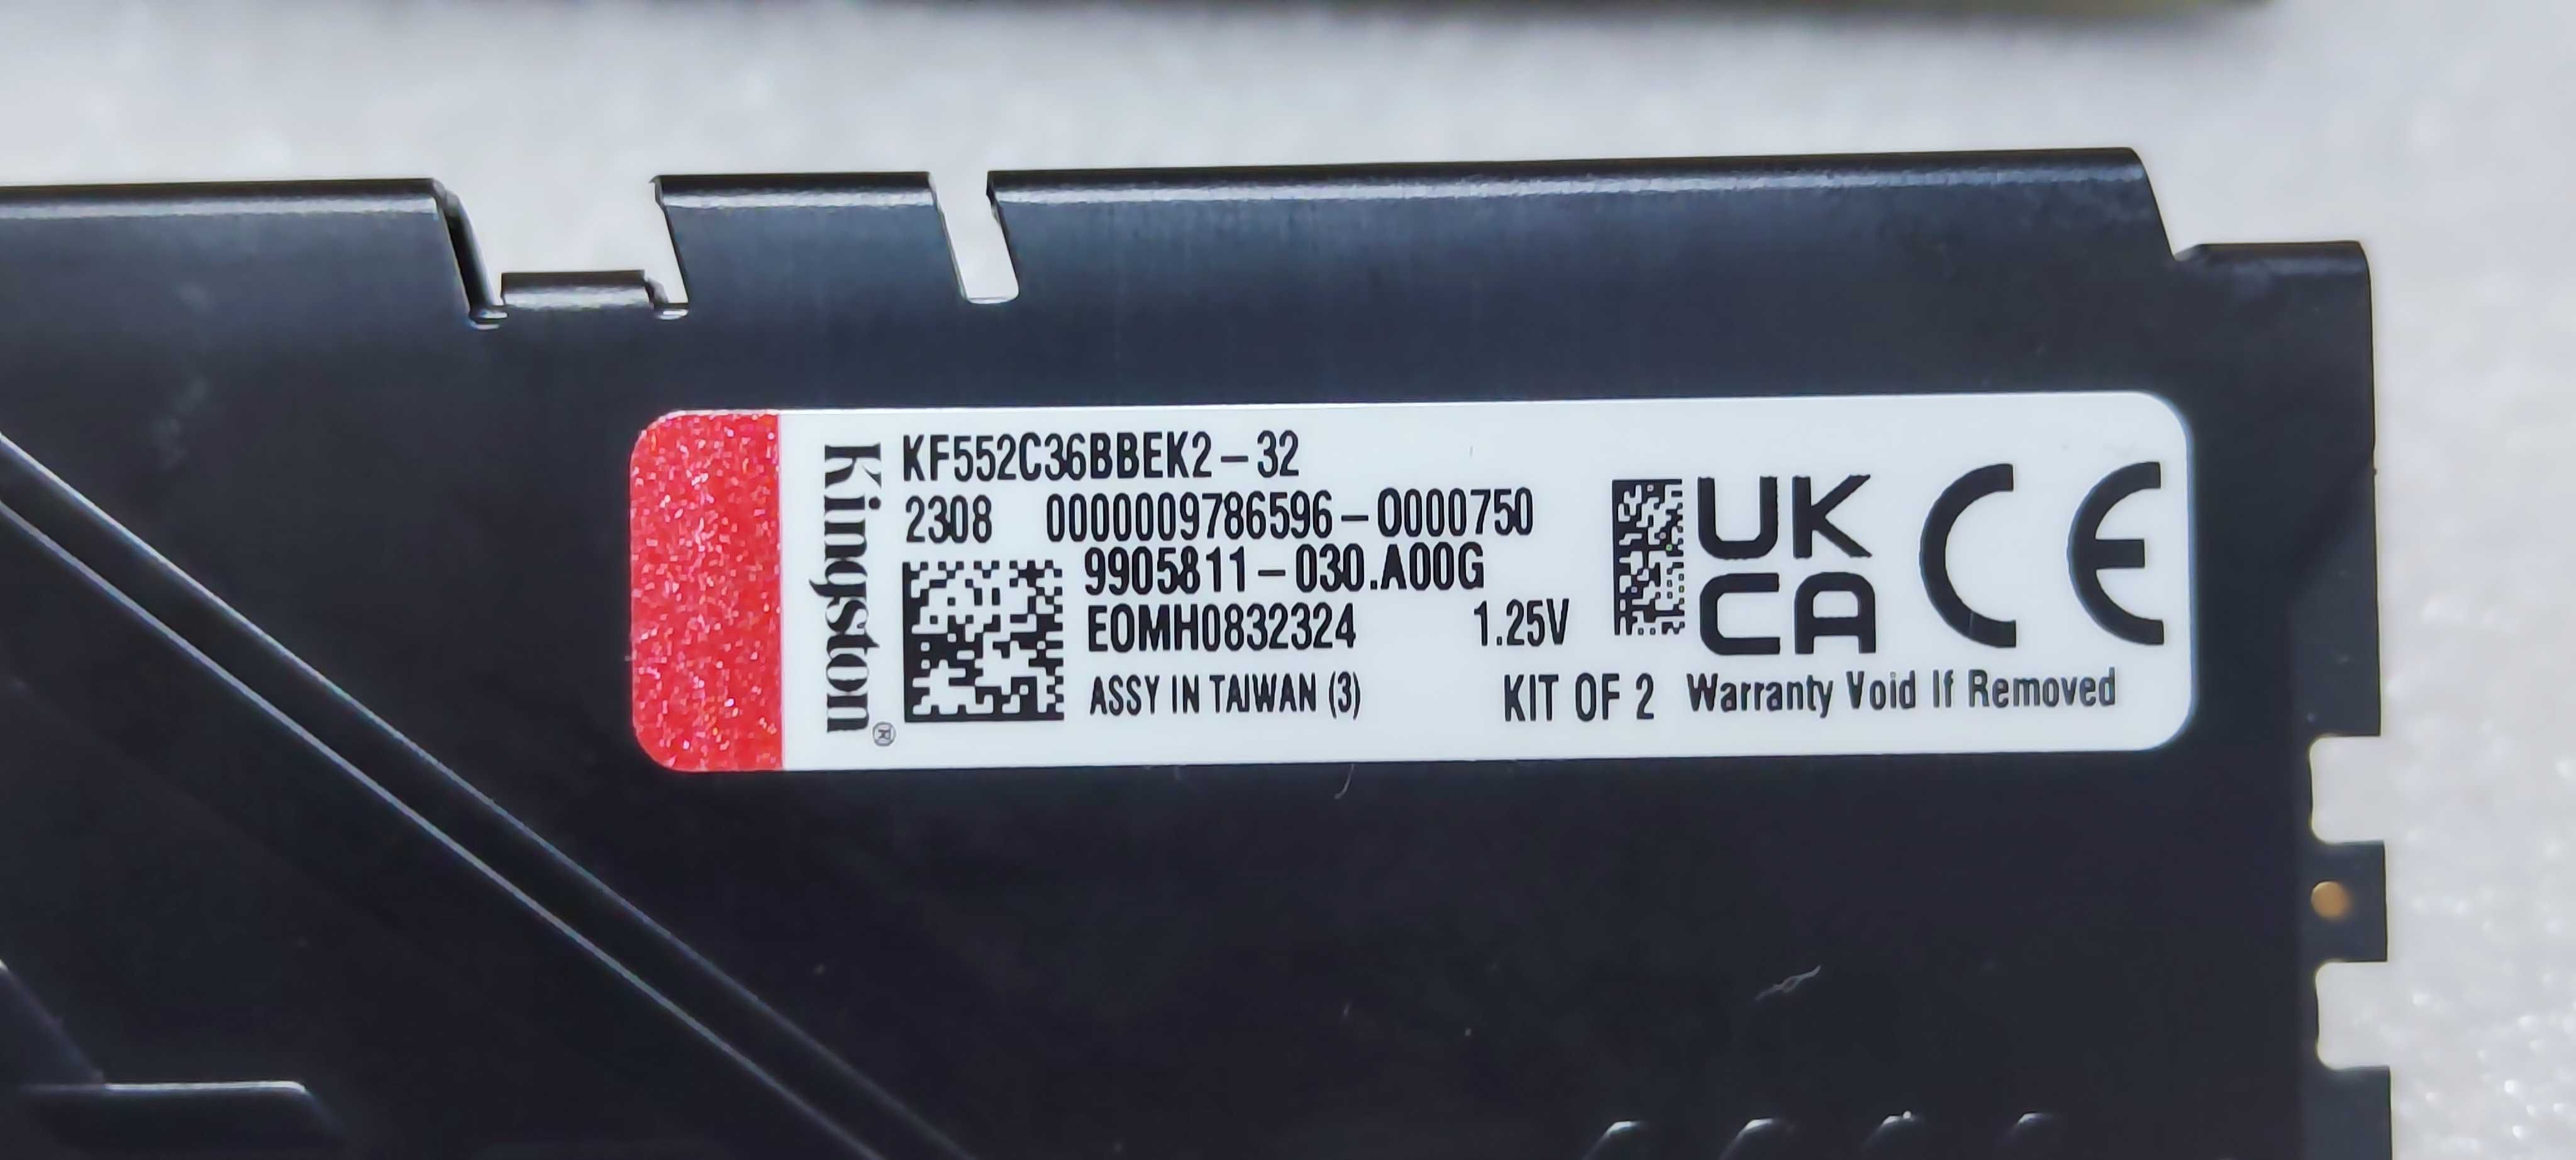 Kingston®
KF552C36BBEK2-32
2308 0000009786596-0000750
9905811-030.A00G
EOMH0832324 1.25V
ASSY IN TAIWAN (3) KIT OF 2 Warranty Void If Removed
UK
CA
CE